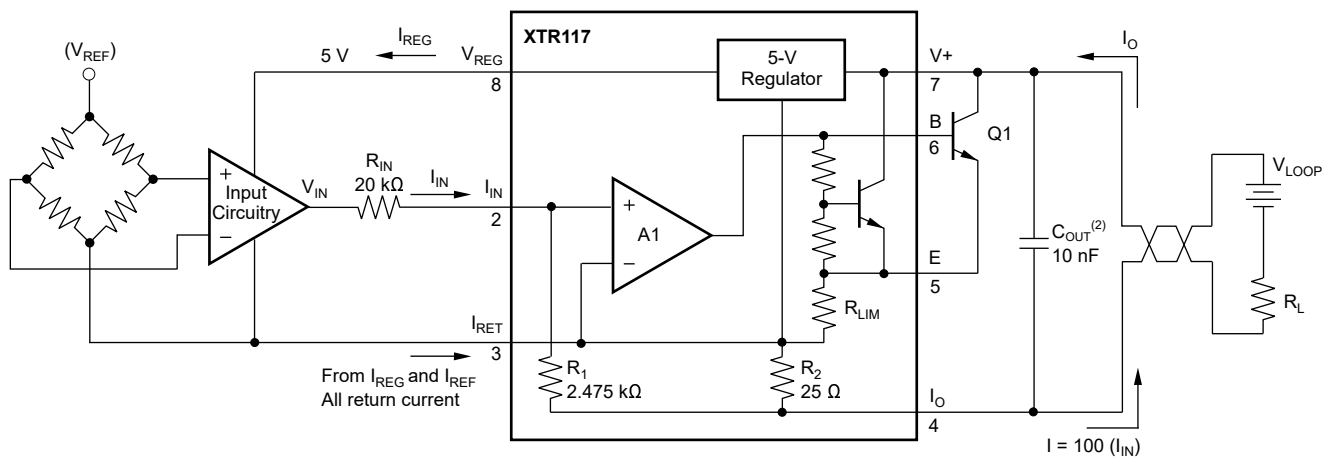 XTR117
(V_REF)
5 V
I_REG
V_REG
8
5-V
Regulator
V+
7
I_O
B
6
Q1
R_IN
20 kΩ
V_IN
I_IN
I_IN
2
+
Input
Circuitry
−
+
A1
−
V_LOOP
C_OUT(2)
10 nF
E
5
R_LIM
R_L
I_RET
3
From I_REG and I_REF
All return current
R_1
2.475 kΩ
R_2
25 Ω
I_O
4
I = 100 (I_IN)